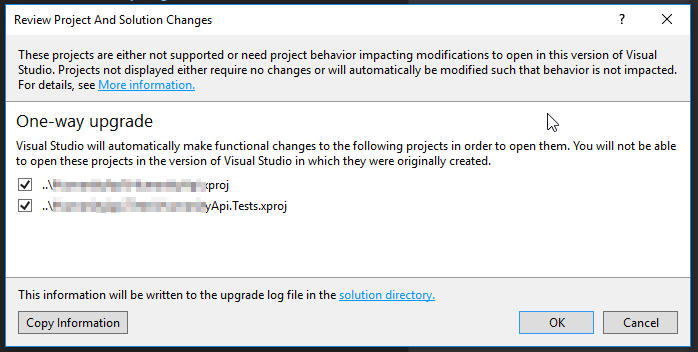 Review Project And Solution Changes
?
These projects are either not supported or need project behavior impacting modifications to open in this version of Visual
Studio. Projects not displayed either require no changes or will automatically be modified such that behavior is not impacted.
For details, see More information.
One-way upgrade
Visual Studio will automatically make functional changes to the following projects in order to open them. You will not be able
to open these projects in the version of Visual Studio in which they were originally created.
..\ xproj
..\ yApi.Tests.xproj
This information will be written to the upgrade log file in the solution directory.
Copy Information
OK
Cancel